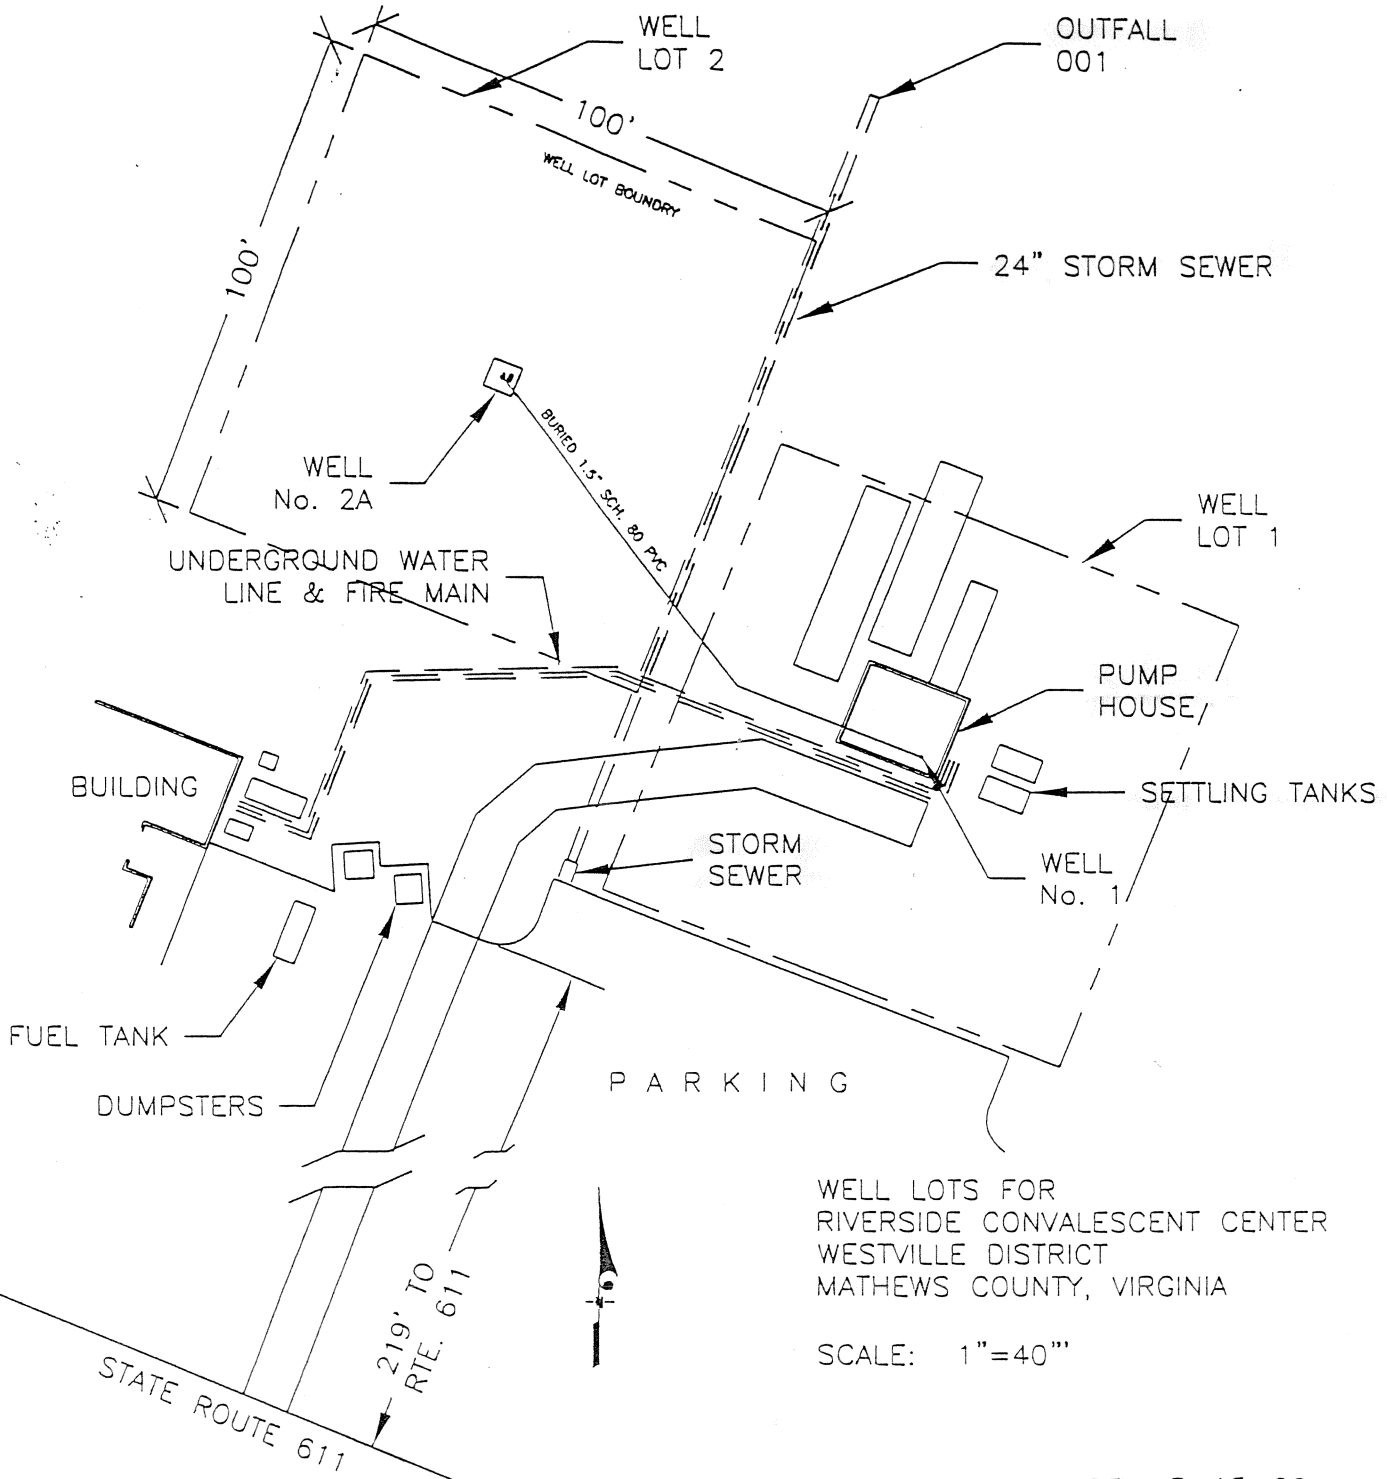 WELL
LOT 2
OUTFALL
001
100'
WELL LOT BOUNDRY
100'
24" STORM SEWER
BURIED 1.5" SCH. 80 PVC
WELL
No. 2A
WELL
LOT 1
UNDERGROUND WATER
LINE & FIRE MAIN
PUMP
HOUSE
BUILDING
SETTLING TANKS
STORM
SEWER
WELL
No. 1
FUEL TANK
DUMPSTERS
PARKING
WELL LOTS FOR
RIVERSIDE CONVALESCENT CENTER
WESTVILLE DISTRICT
MATHEWS COUNTY, VIRGINIA
SCALE: 1"=40'"
219' TO
RTE. 611
STATE ROUTE 611